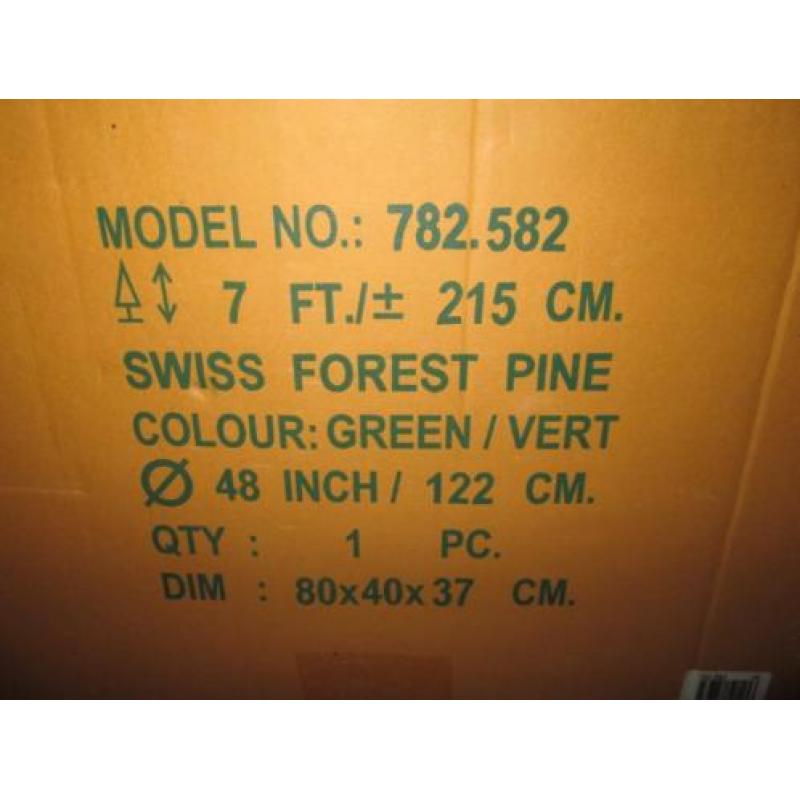 MODEL NO.: 782.582
7 FT./± 215 CM.
SWISS FOREST PINE
COLOUR: GREEN / VERT
Ø 48 INCH / 122 CM.
QTY : 1 PC.
DIM : 80x40x37 CM.